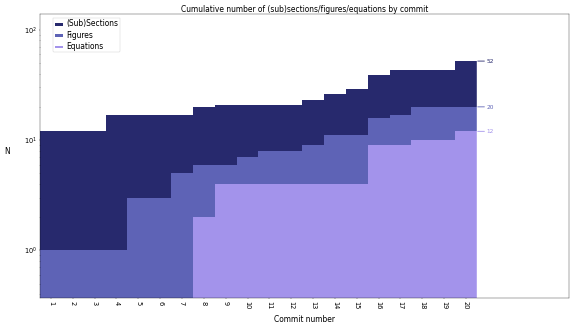 Cumulative number of (sub)sections/figures/equations by commit
(Sub)Sections
Figures
Equations
10²
10¹
10⁰
N
52
20
12
1 2 3 4 5 6 7 8 9 10 11 12 13 14 15 16 17 18 19 20
Commit number